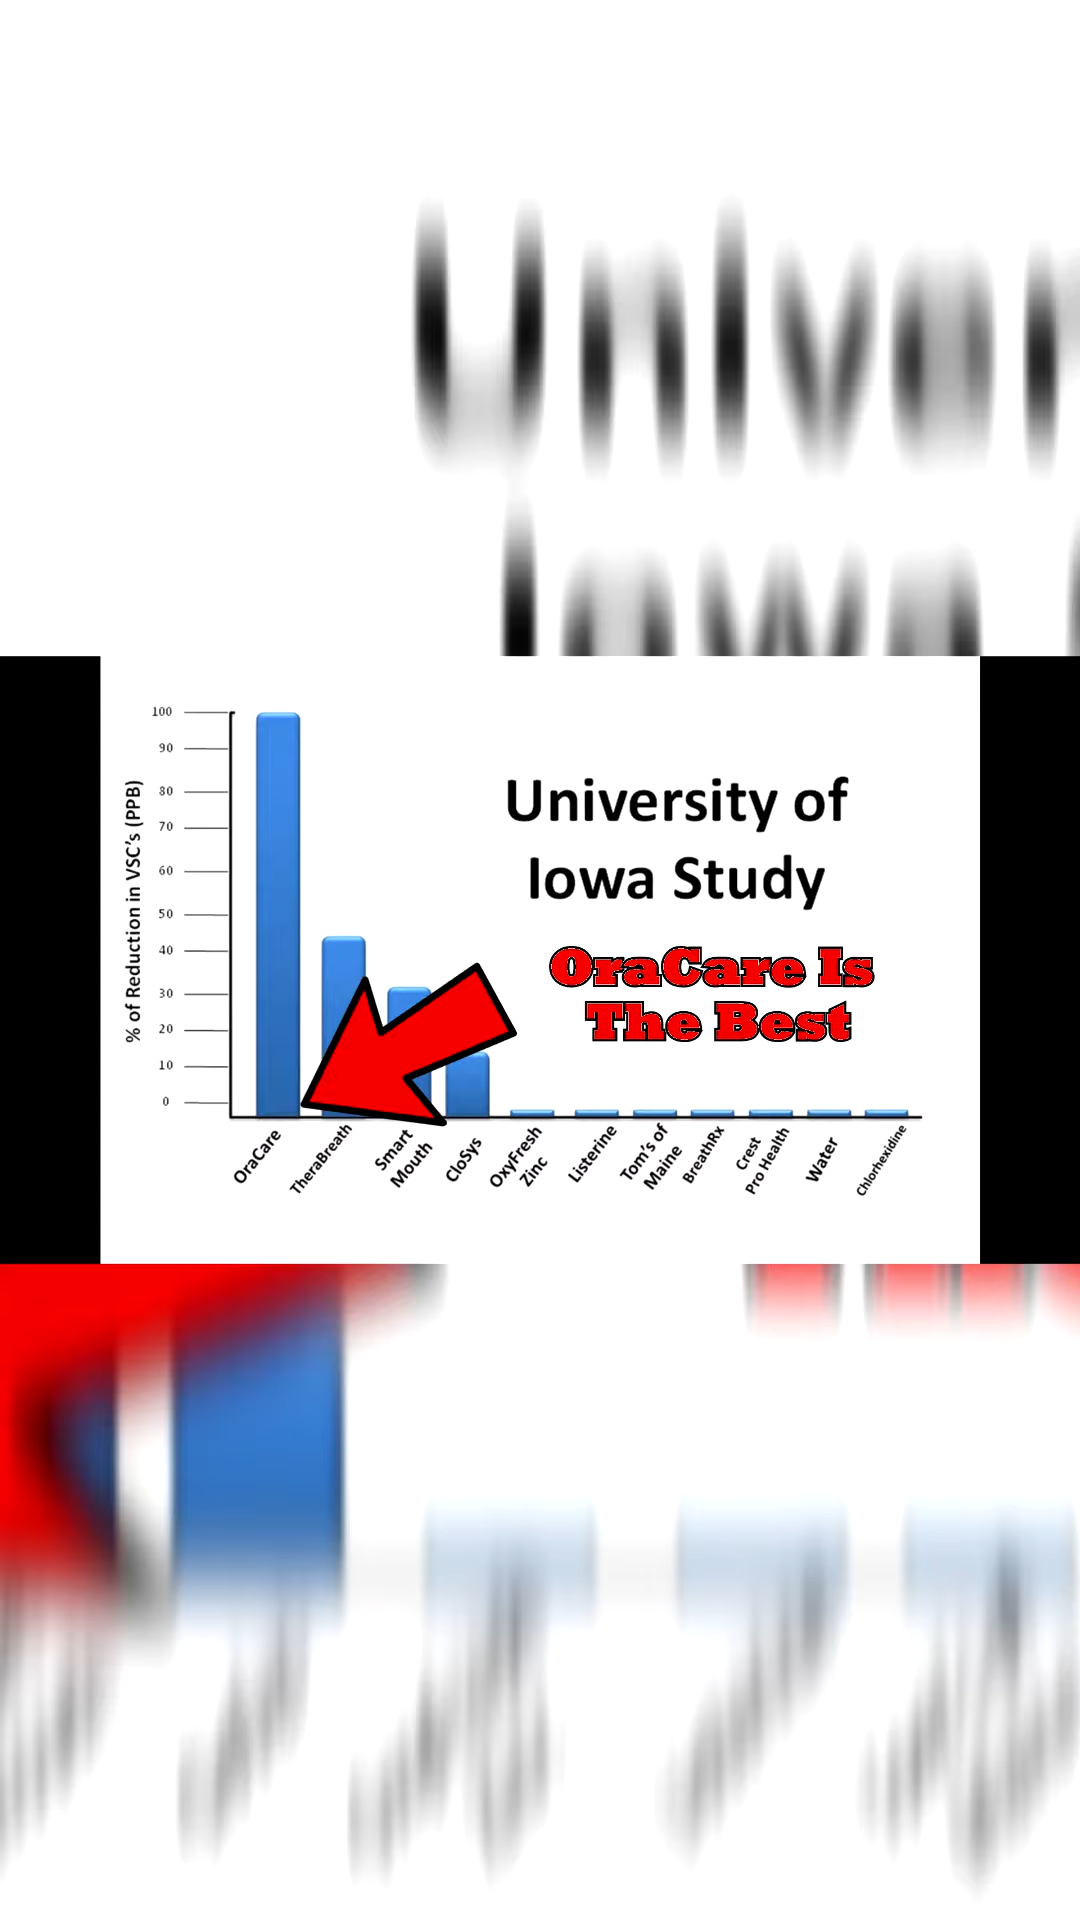 Univer
Iowa
100
90
80
70
60
50
40
30
20
10
0
% of Reduction in VSC's (PPB)
University of
Iowa Study
OraCare Is
The Best
OraCare
TheraBreath
Smart
Mouth
CloSys
OxyFresh
Zinc
Listerine
Tom's of
Maine
BreathRx
Crest
Pro Health
Water
Chlorhexidine